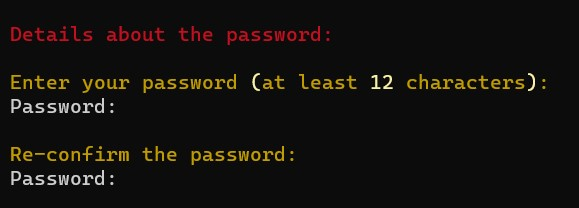 Details about the password:
Enter your password (at least 12 characters):
Password:
Re-confirm the password:
Password: